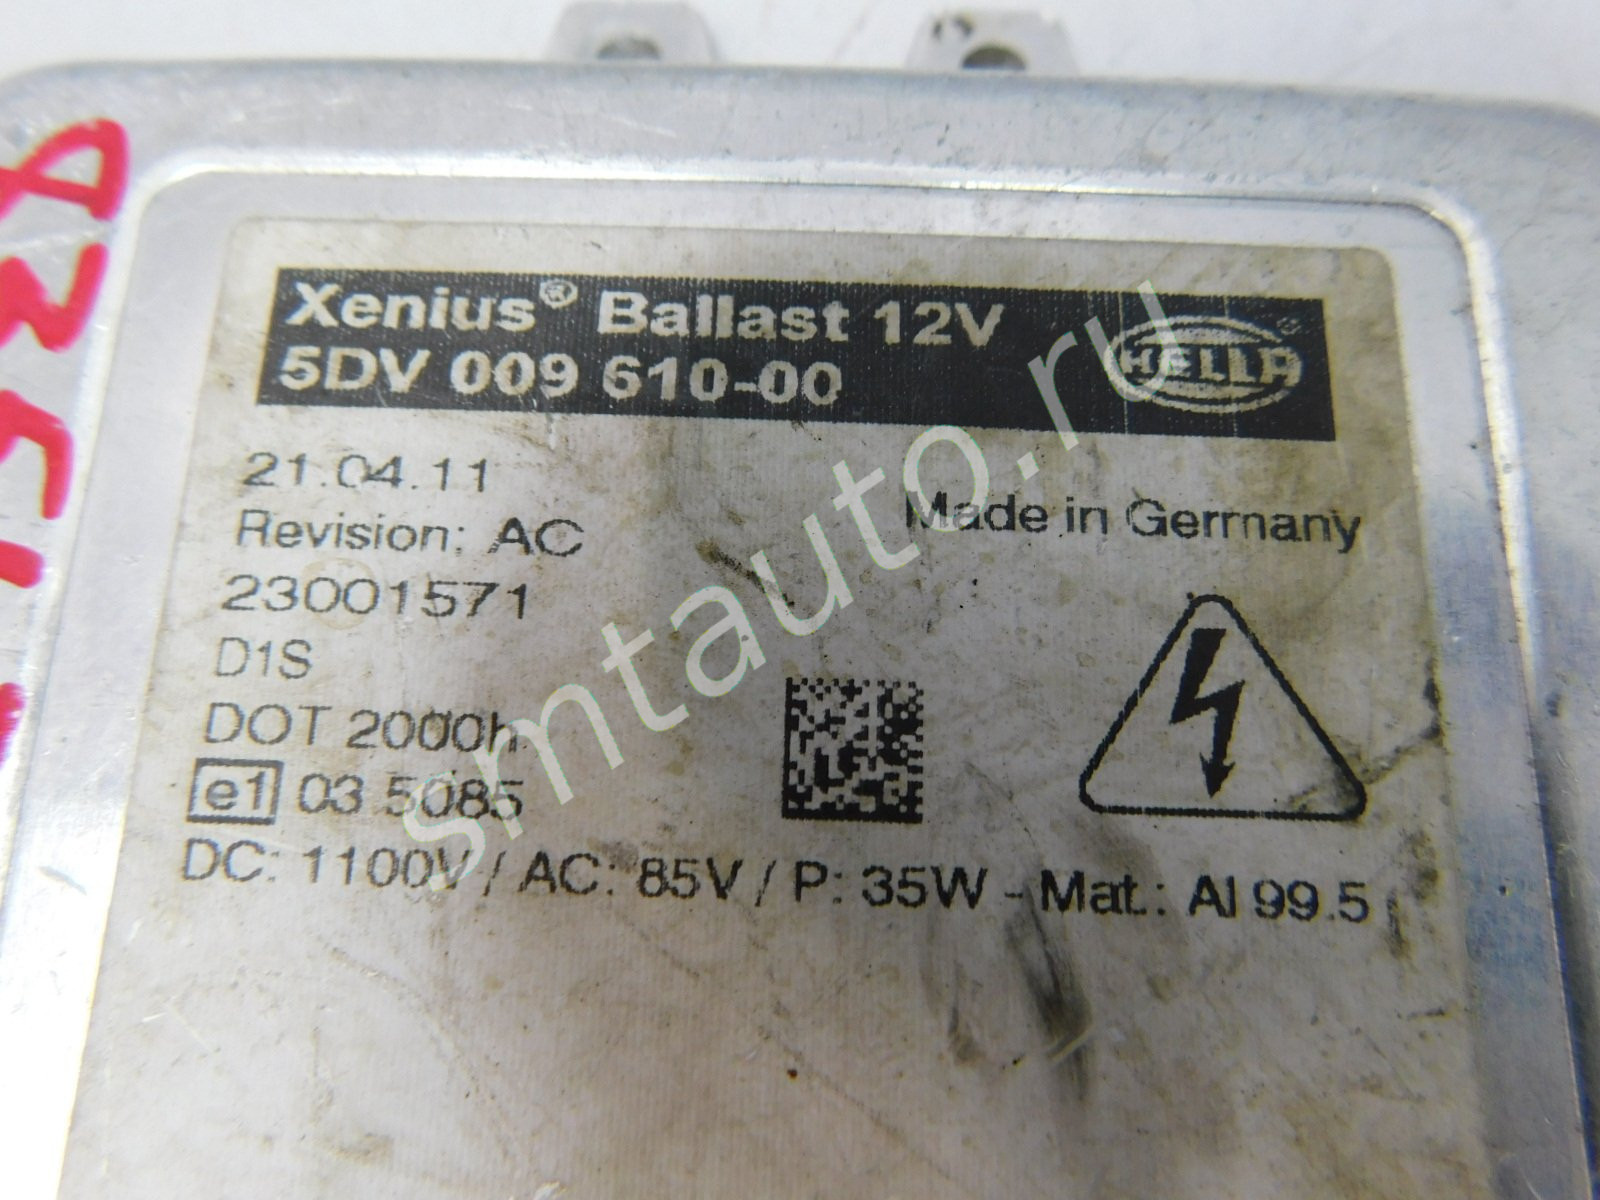 Xenius® Ballast 12V
5DV 009 610-00
HELLA
21.04.11
Revision: AC
Made in Germany
23001571
D1S
DOT 2000h
e1 03 5085
DC: 1100V / AC: 85V / P: 35W - Mat.: Al 99.5
smtauto.ru